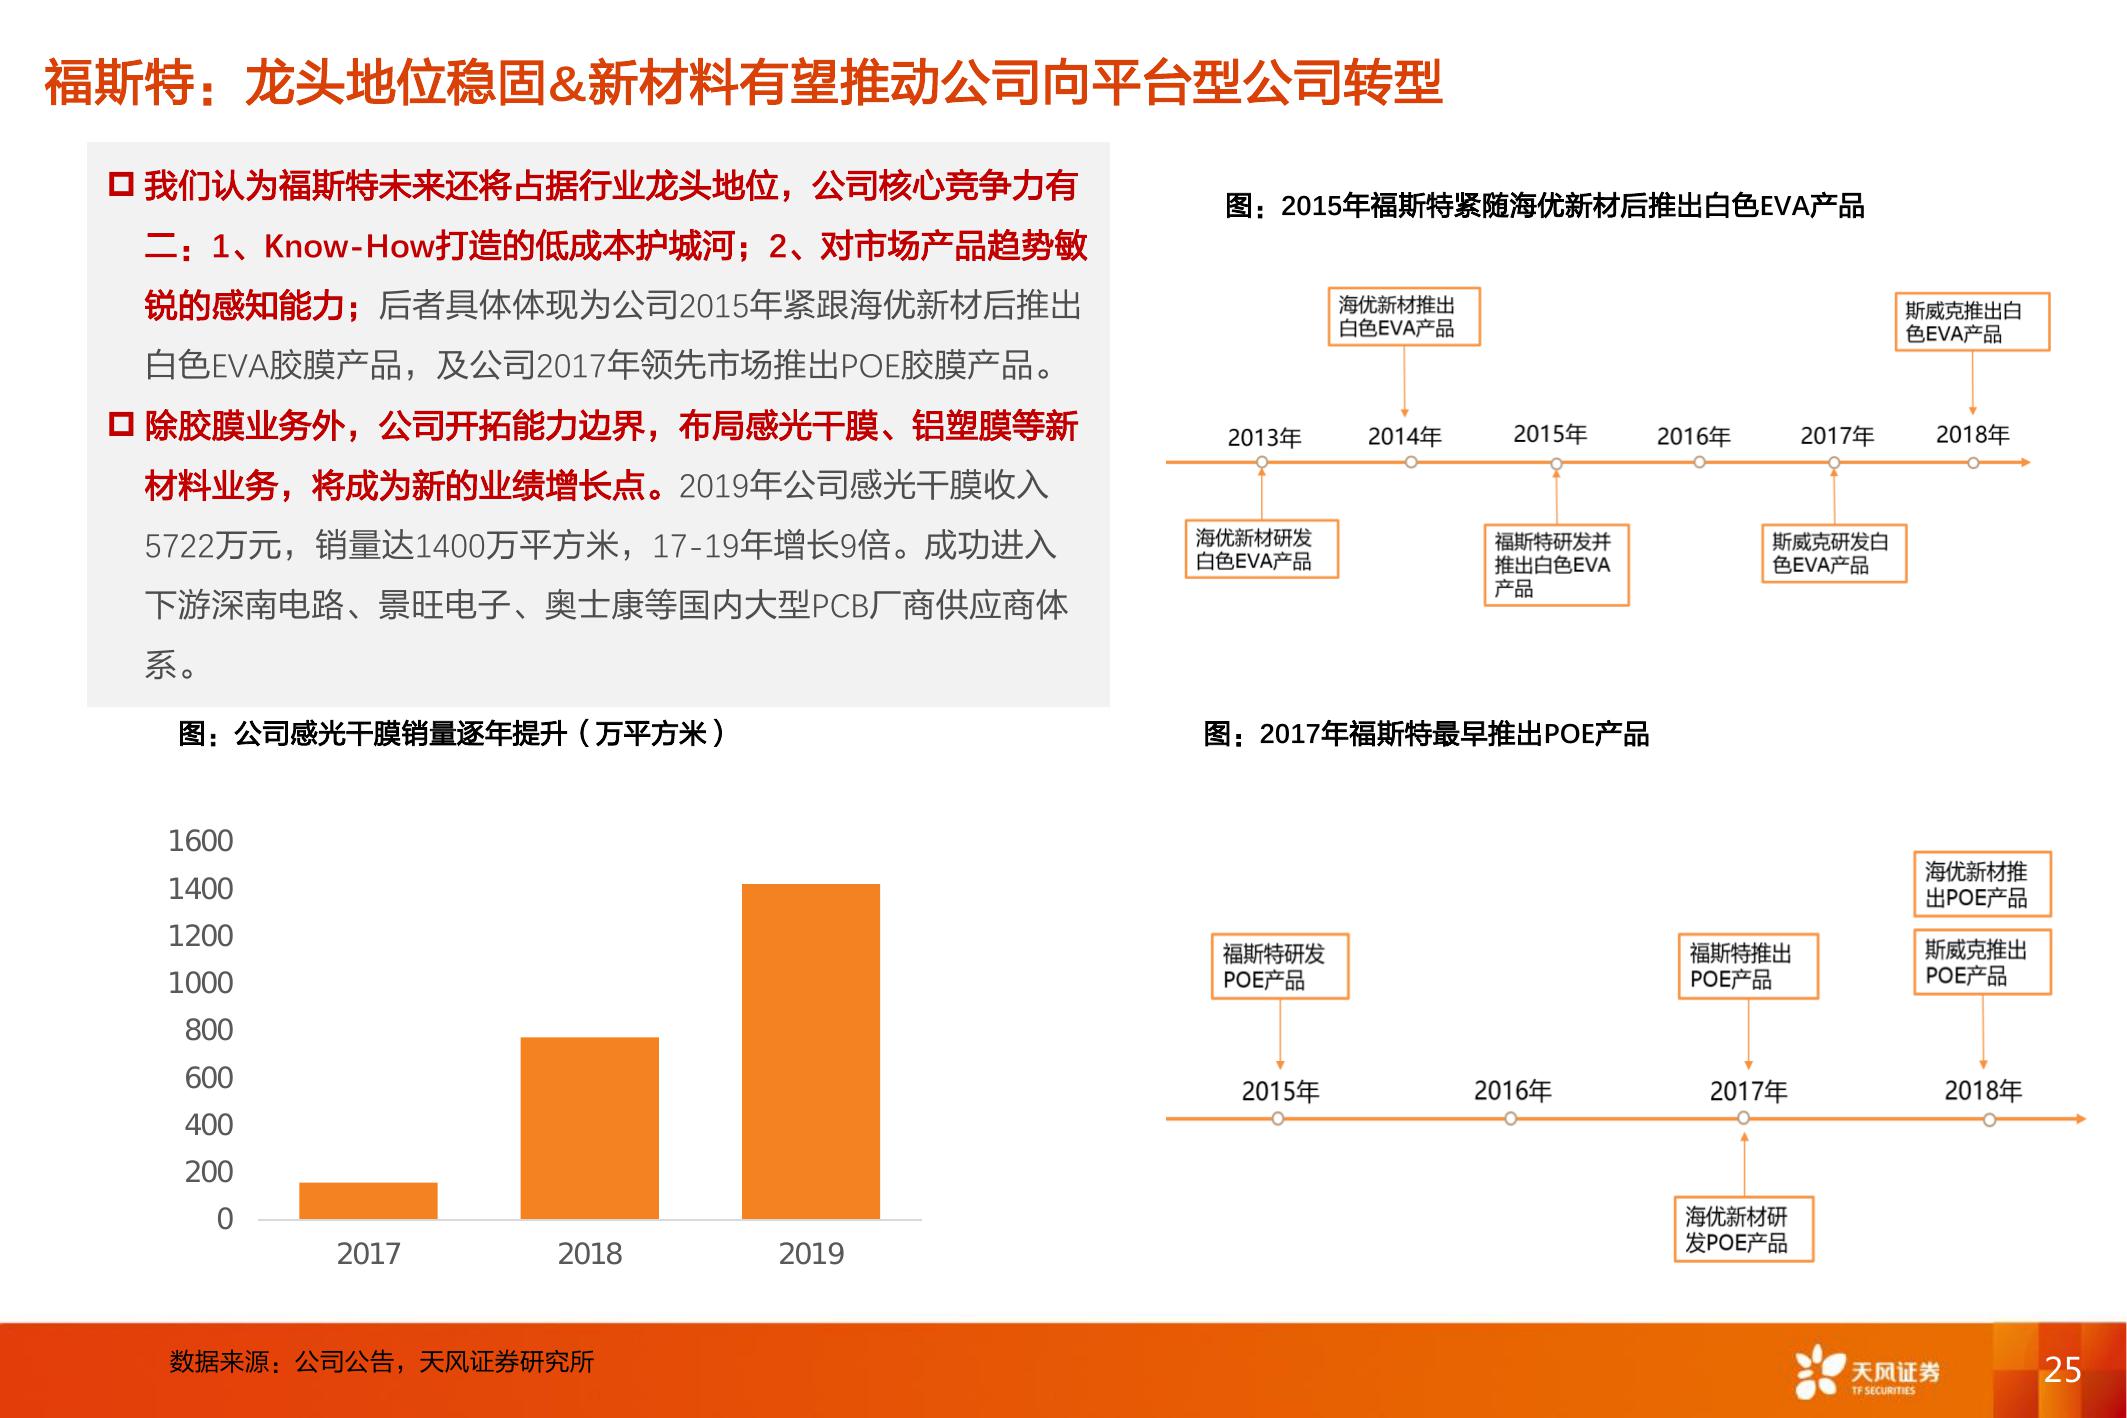 福斯特：龙头地位稳固&新材料有望推动公司向平台型公司转型
我们认为福斯特未来还将占据行业龙头地位，公司核心竞争力有
二：1、Know-How打造的低成本护城河；2、对市场产品趋势敏
锐的感知能力；后者具体体现为公司2015年紧跟海优新材后推出
白色EVA胶膜产品，及公司2017年领先市场推出POE胶膜产品。
除胶膜业务外，公司开拓能力边界，布局感光干膜、铝塑膜等新
材料业务，将成为新的业绩增长点。2019年公司感光干膜收入
5722万元，销量达1400万平方米，17-19年增长9倍。成功进入
下游深南电路、景旺电子、奥士康等国内大型PCB厂商供应商体
系。
图：2015年福斯特紧随海优新材后推出白色EVA产品
海优新材推出
白色EVA产品
斯威克推出白
色EVA产品
2013年
2014年
2015年
2016年
2017年
2018年
海优新材研发
白色EVA产品
福斯特研发并
推出白色EVA
产品
斯威克研发白
色EVA产品
图：公司感光干膜销量逐年提升（万平方米）
1600
1400
1200
1000
800
600
400
200
0
2017
2018
2019
图：2017年福斯特最早推出POE产品
海优新材推
出POE产品
福斯特研发
POE产品
福斯特推出
POE产品
斯威克推出
POE产品
2015年
2016年
2017年
2018年
海优新材研
发POE产品
数据来源：公司公告，天风证券研究所
天风证券
TF SECURITIES
25